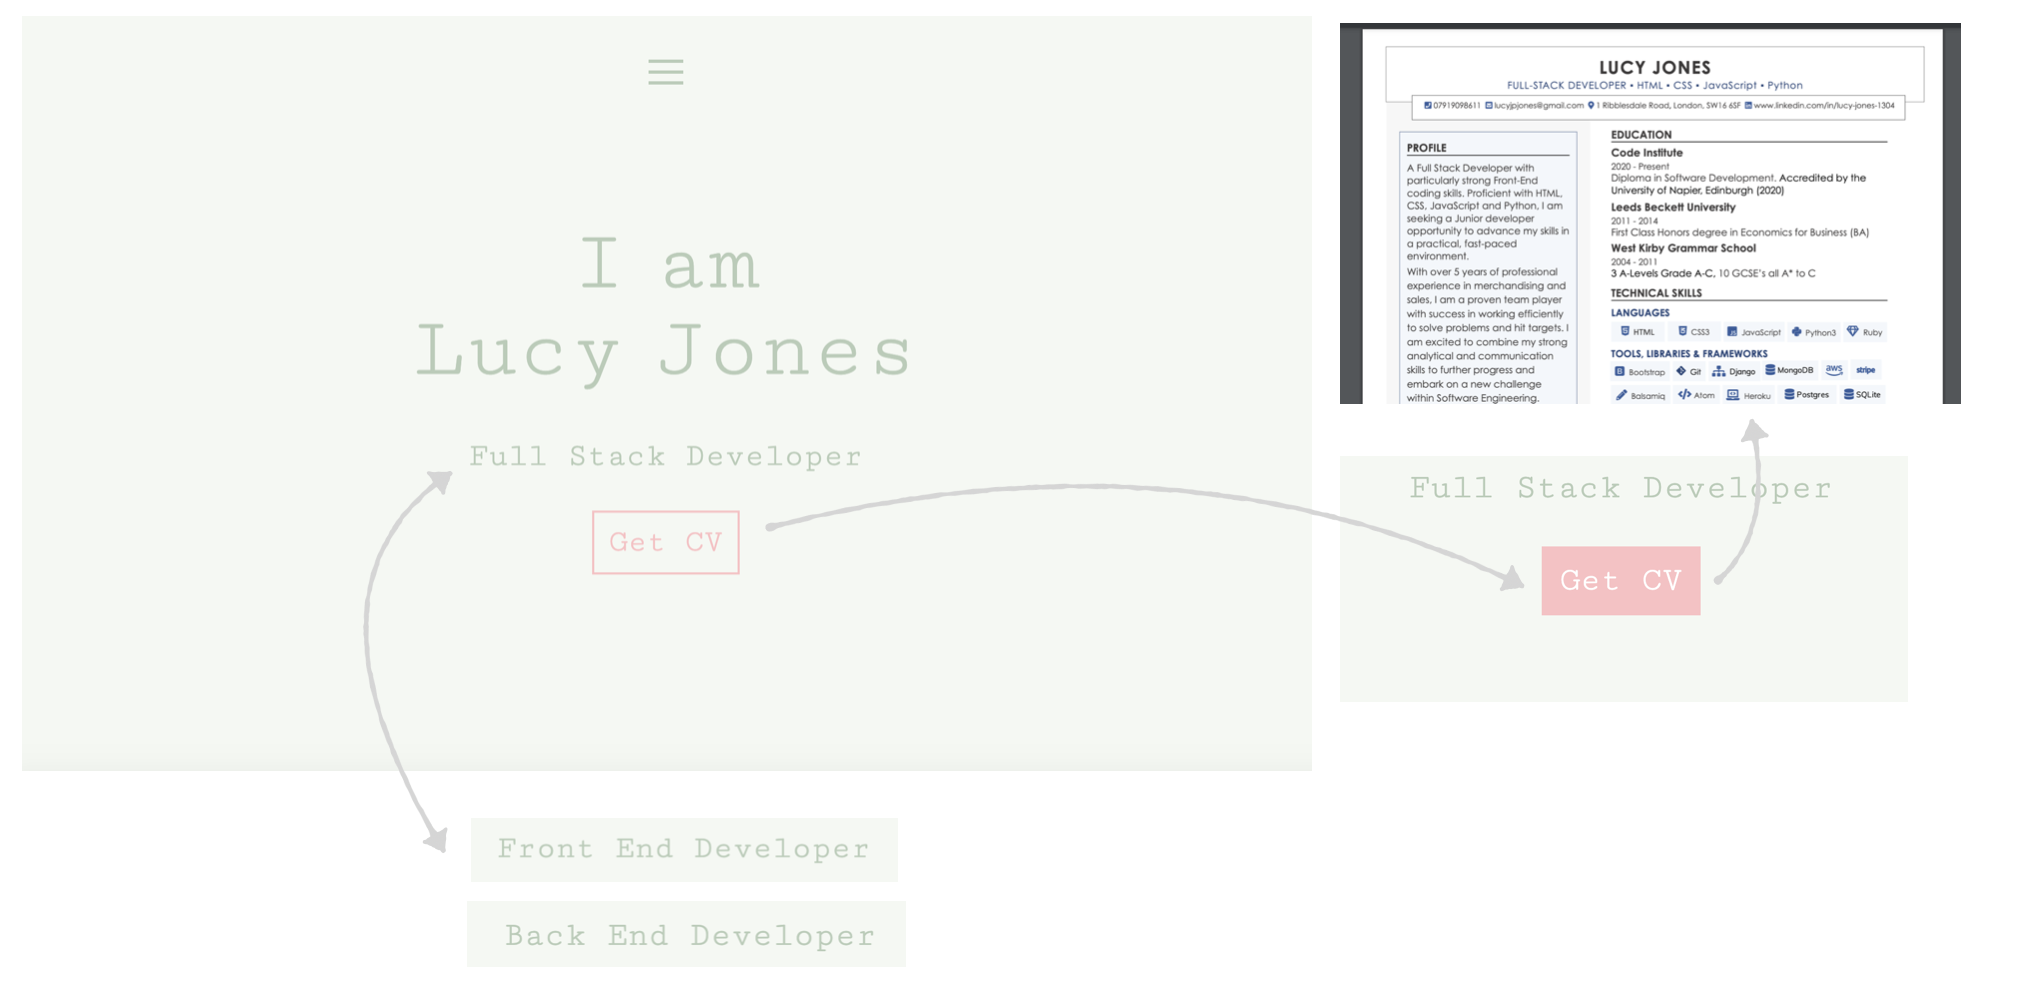 I am
Lucy Jones
Full Stack Developer
Get CV
Front End Developer
Back End Developer
LUCY JONES
FULL-STACK DEVELOPER • HTML • CSS • JavaScript • Python
07919098611 lucyjpjones@gmail.com 1 Ribblesdale Road, London, SW16 6SF www.linkedin.com/in/lucy-jones-1304
PROFILE
A Full Stack Developer with
particularly strong Front-End
coding skills. Proficient with HTML,
CSS, JavaScript and Python, I am
seeking a Junior developer
opportunity to advance my skills in
a practical, fast-paced
environment.
With over 5 years of professional
experience in merchandising and
sales, I am a proven team player
with success in working efficiently
to solve problems and hit targets. I
am excited to combine my strong
analytical and communication
skills to further progress and
embark on a new challenge
within Software Engineering.
EDUCATION
Code Institute
2020 - Present
Diploma in Software Development. Accredited by the
University of Napier, Edinburgh (2020)
Leeds Beckett University
2011 - 2014
First Class Honors degree in Economics for Business (BA)
West Kirby Grammar School
2004 - 2011
3 A-Levels Grade A-C, 10 GCSE's all A* to C
TECHNICAL SKILLS
LANGUAGES
HTML CSS3 JavaScript Python3 Ruby
TOOLS, LIBRARIES & FRAMEWORKS
Bootstrap Git Django MongoDB aws stripe
Balsamiq Atom Heroku Postgres SQLite
Full Stack Developer
Get CV